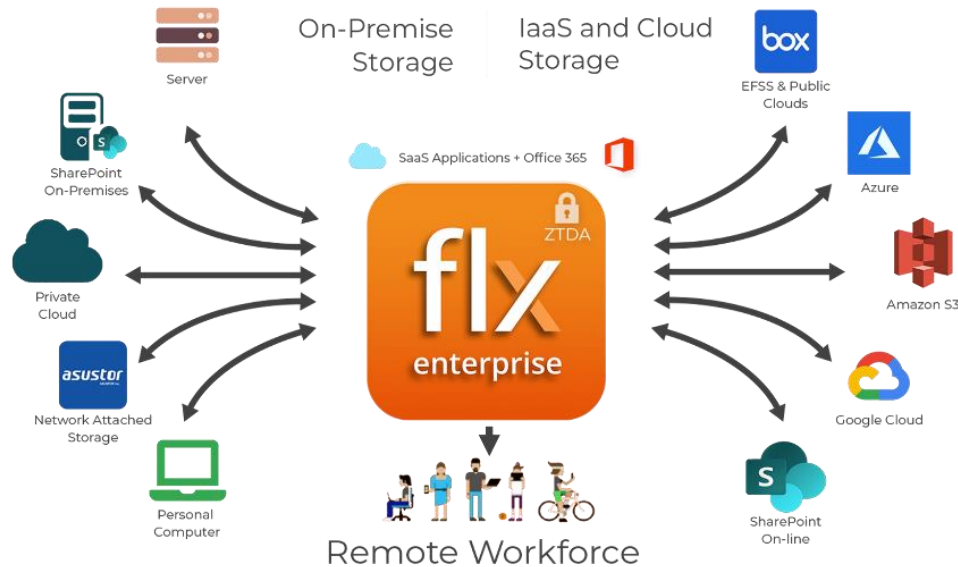 On-Premise
Storage
IaaS and Cloud
Storage
Server
SharePoint
On-Premises
Private
Cloud
asustor
Network Attached
Storage
Personal
Computer
SaaS Applications + Office 365
ZTDA
flx
enterprise
Remote Workforce
box
EFSS & Public
Clouds
Azure
Amazon S3
Google Cloud
SharePoint
On-line
S
S